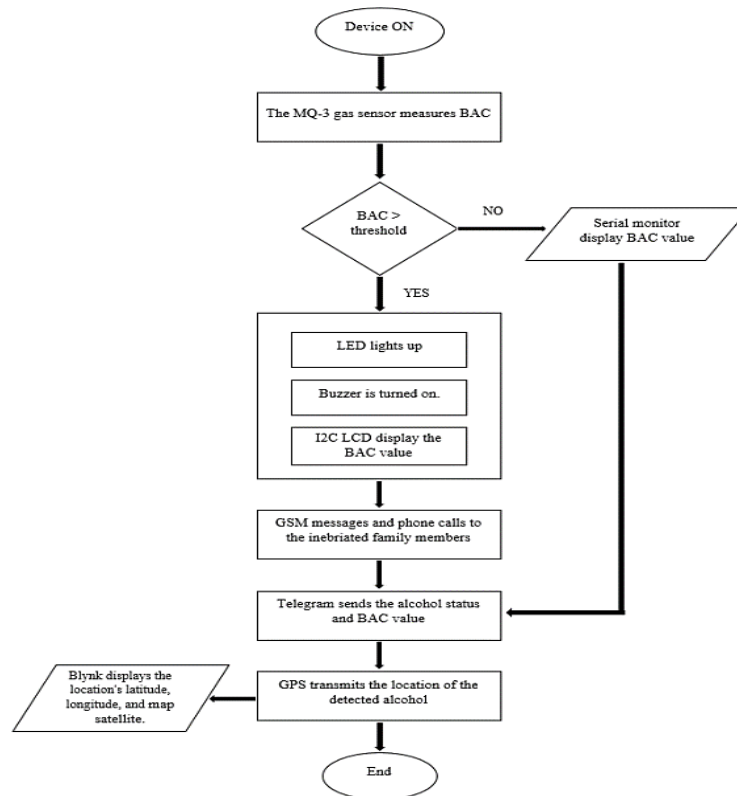 Device ON
The MQ-3 gas sensor measures BAC
BAC >
threshold
NO
Serial monitor
display BAC value
YES
LED lights up
Buzzer is turned on.
I2C LCD display the
BAC value
GSM messages and phone calls to
the inebriated family members
Telegram sends the alcohol status
and BAC value
Blynk displays the
location's latitude,
longitude, and map
satellite.
GPS transmits the location of the
detected alcohol
End